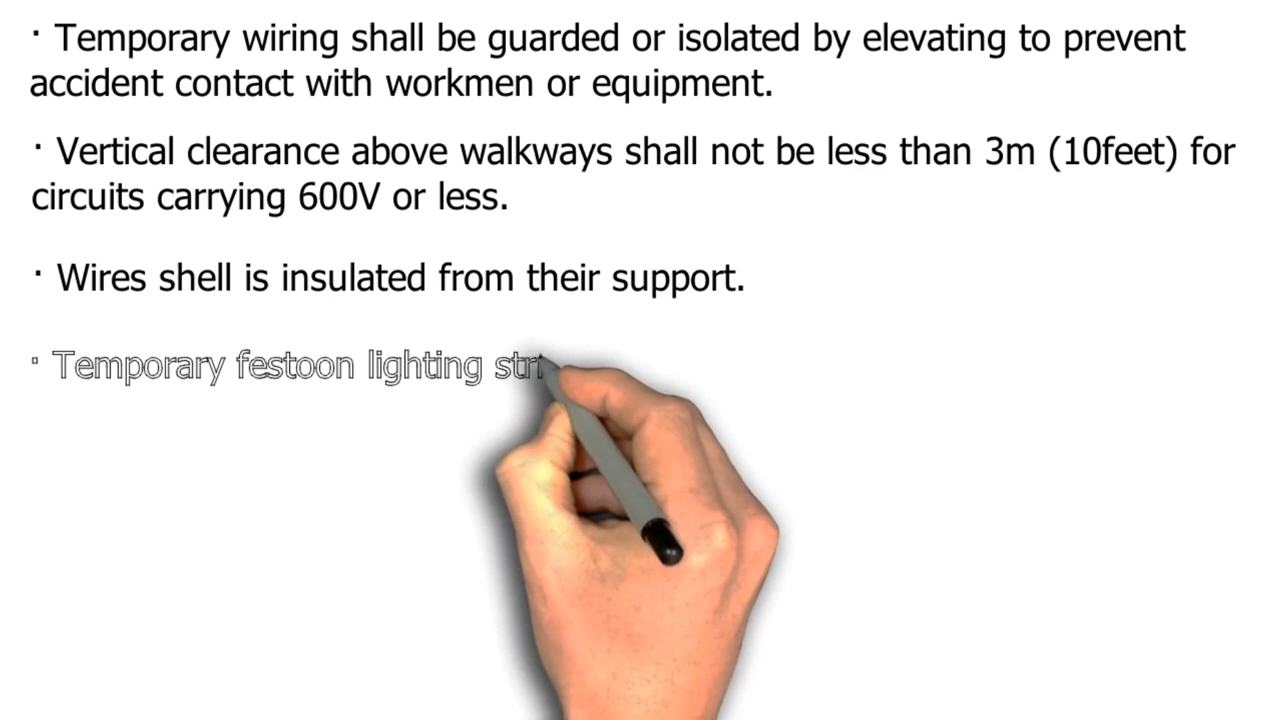 · Temporary wiring shall be guarded or isolated by elevating to prevent
accident contact with workmen or equipment.
· Vertical clearance above walkways shall not be less than 3m (10feet) for
circuits carrying 600V or less.
· Wires shell is insulated from their support.
· Temporary festoon lighting